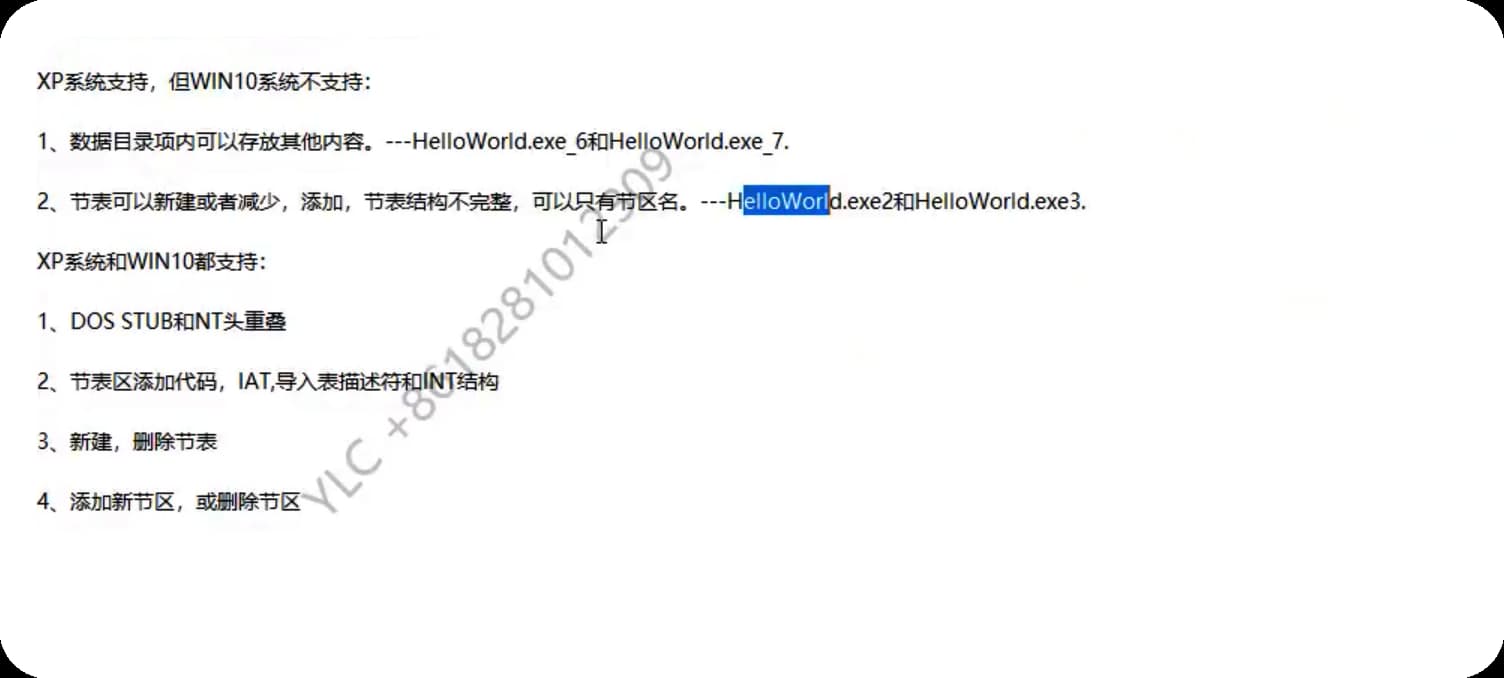 XP系统支持，但WIN10系统不支持：
1、数据目录项内可以存放其他内容。---HelloWorld.exe_6和HelloWorld.exe_7.
2、节表可以新建或者减少，添加，节表结构不完整，可以只有节区名。---HelloWorld.exe2和HelloWorld.exe3.
XP系统和WIN10都支持：
1、DOS STUB和NT头重叠
2、节表区添加代码，IAT,导入表描述符和INT结构
3、新建，删除节表
4、添加新节区，或删除节区
YLC +8618281012309